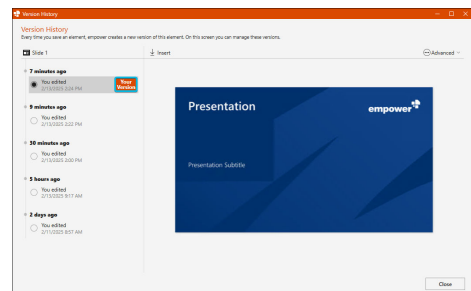 Version History
Version History
Every time you save an element, empower creates a new version of this element. On this screen you can manage these versions.
Slide 1
Insert
Advanced
7 minutes ago
You edited
2/13/2025 2:24 PM
Your
Version
9 minutes ago
You edited
2/13/2025 2:22 PM
30 minutes ago
You edited
2/13/2025 2:00 PM
5 hours ago
You edited
2/13/2025 9:17 AM
2 days ago
You edited
2/11/2025 8:57 AM
Presentation
empower
Presentation Subtitle
Close